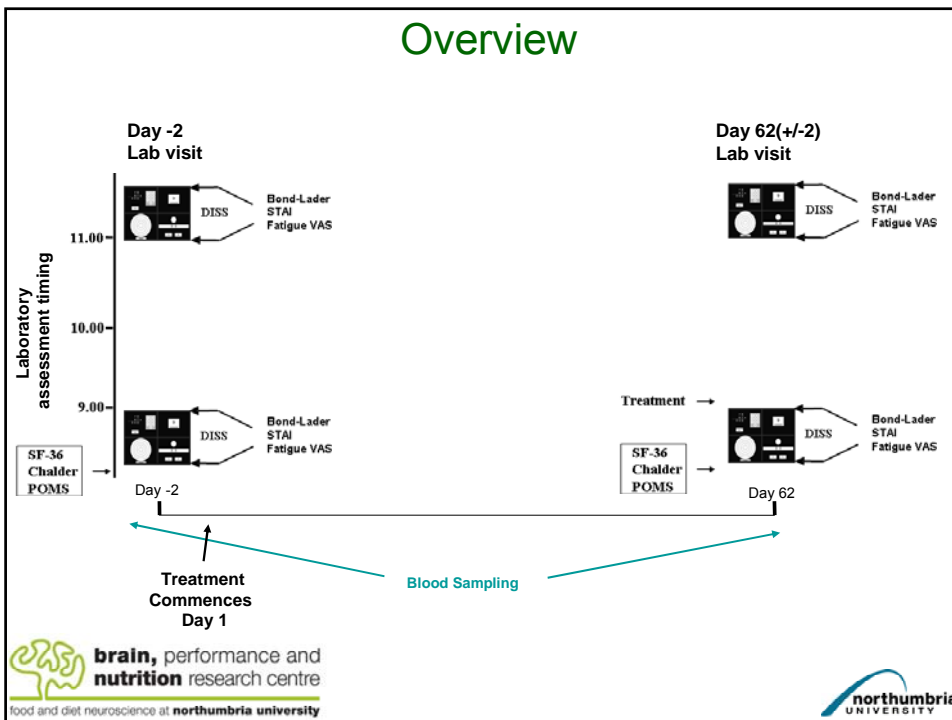 Overview
Day -2
Lab visit
Day 62(+/-2)
Lab visit
Laboratory
assessment timing
11.00
10.00
9.00
DISS
Bond-Lader
STAI
Fatigue VAS
DISS
Bond-Lader
STAI
Fatigue VAS
DISS
Bond-Lader
STAI
Fatigue VAS
SF-36
Chalder
POMS
Treatment
DISS
Bond-Lader
STAI
Fatigue VAS
SF-36
Chalder
POMS
Day -2
Day 62
Blood Sampling
Treatment
Commences
Day 1
brain, performance and
nutrition research centre
food and diet neuroscience at northumbria university
northumbria
UNIVERSITY